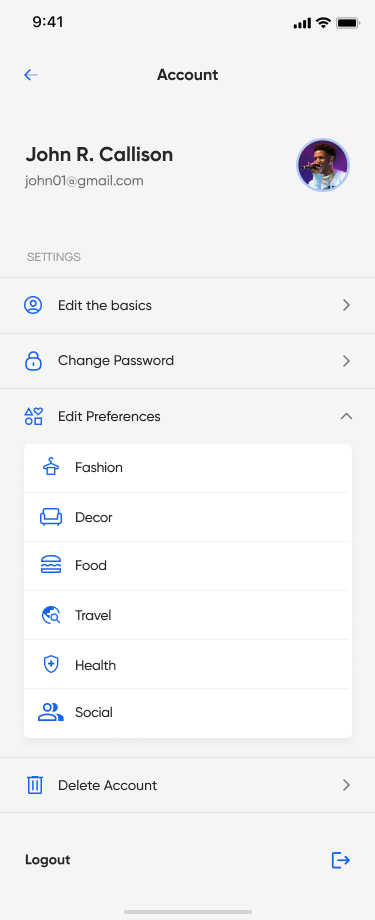 9:41
Account
John R. Callison
john01@gmail.com
SETTINGS
Edit the basics
Change Password
Edit Preferences
Fashion
Decor
Food
Travel
Health
Social
Delete Account
Logout